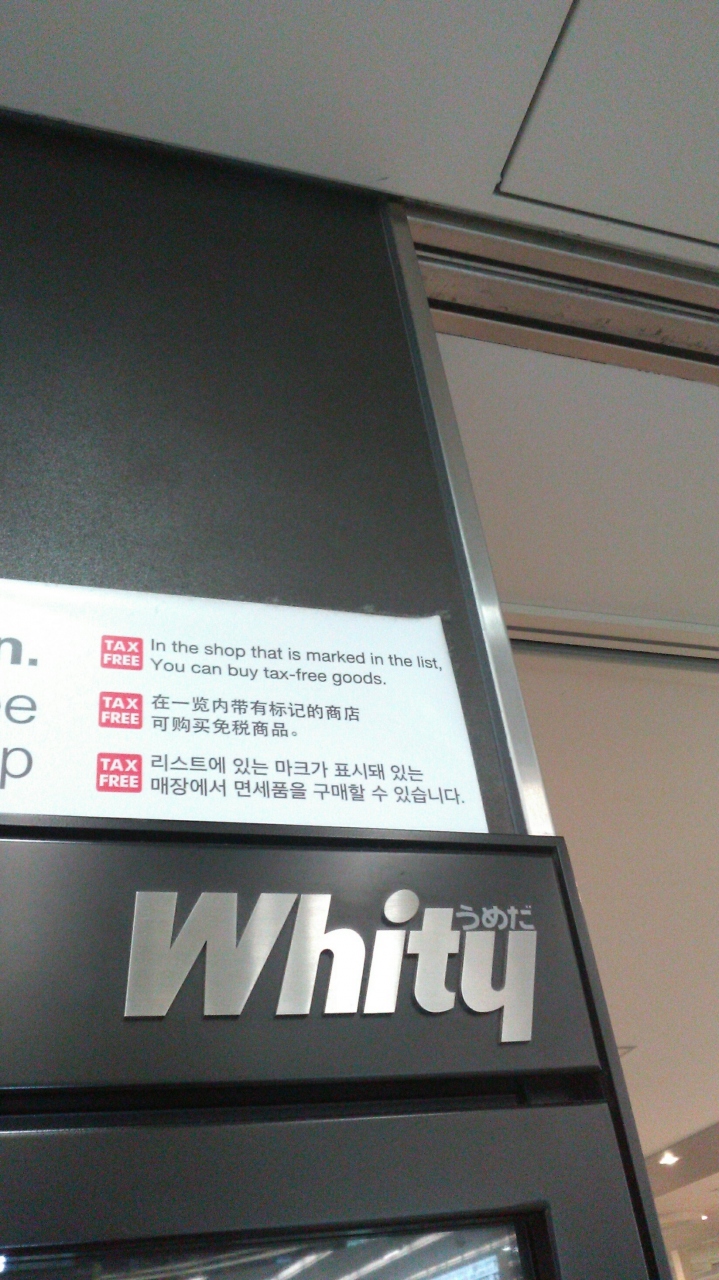 n.
e
p
TAX FREE In the shop that is marked in the list,
You can buy tax-free goods.
TAX FREE 在一览内带有标记的商店
可购买免税商品。
TAX FREE 리스트에 있는 마크가 표시돼 있는
매장에서 면세품을 구매할 수 있습니다.
Whity うめだ